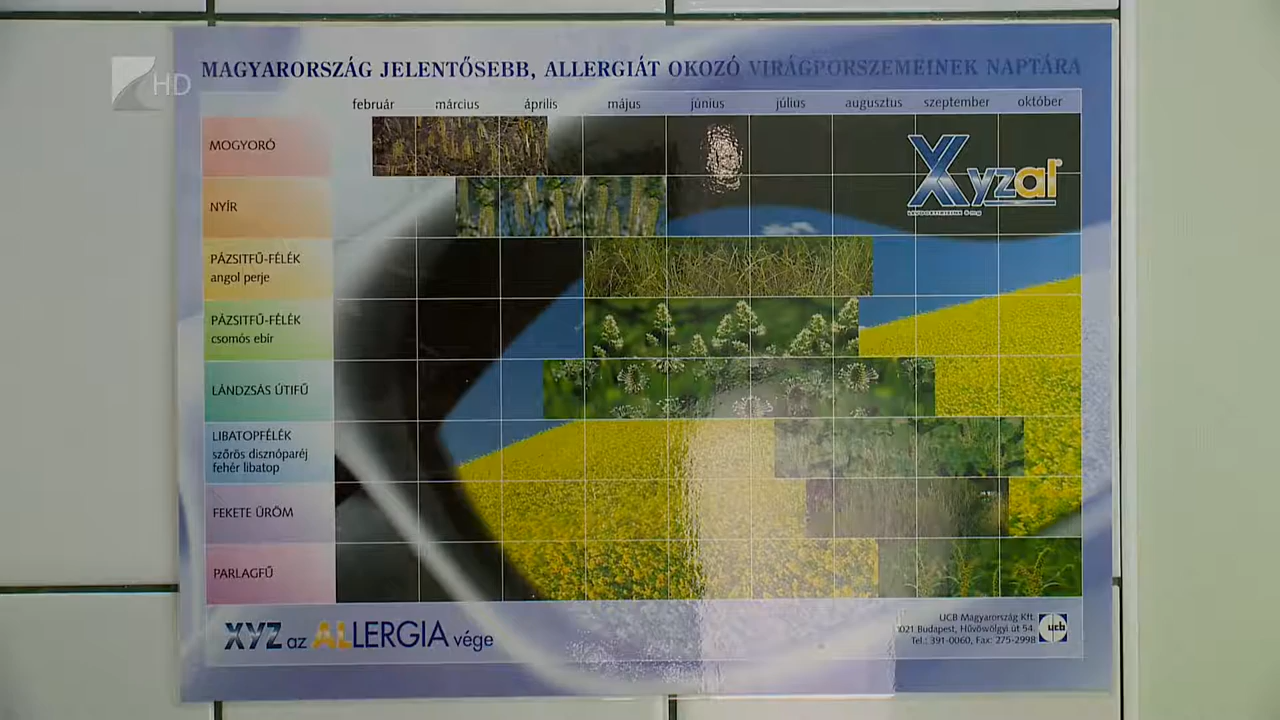 HD
MAGYARORSZÁG JELENTŐSEBB, ALLERGIÁT OKOZÓ VIRÁGPORSZEMEINEK NAPTÁRA
február március április május június július augusztus szeptember október
MOGYORÓ
Xyzal®
NYÍR
PÁZSITFŰ-FÉLÉK
angol perje
PÁZSITFŰ-FÉLÉK
csomós ebír
LÁNDZSÁS ÚTIFŰ
LIBATOPFÉLÉK
szőrös disznóparéj
fehér libatop
FEKETE ÜRÖM
PARLAGFŰ
XYZ az ALLERGIA vége
UCB Magyarország Kft.
1021 Budapest, Hűvövölgyi út 54.
Tel.: 391-0060, Fax: 275-2998
ucb